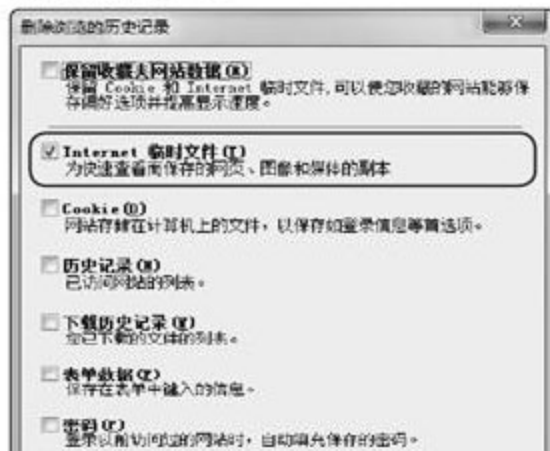 删除浏览的历史记录
保留收藏夹网站数据(R)
保留 Cookie 和 Internet 临时文件,可以使您收藏的网站能够保
存偏好选项并提高显示速度。
Internet 临时文件(T)
为快速查看而保存的网页、图像和媒体的副本
Cookie(O)
网站存储在计算机上的文件,以保存如登录信息等首选项。
历史记录(H)
已访问网站的列表。
下载历史记录(W)
您已下载的文件的列表。
表单数据(F)
保存在表单中键入的信息。
密码(P)
登录以前访问过的网站时,自动填充保存的密码。